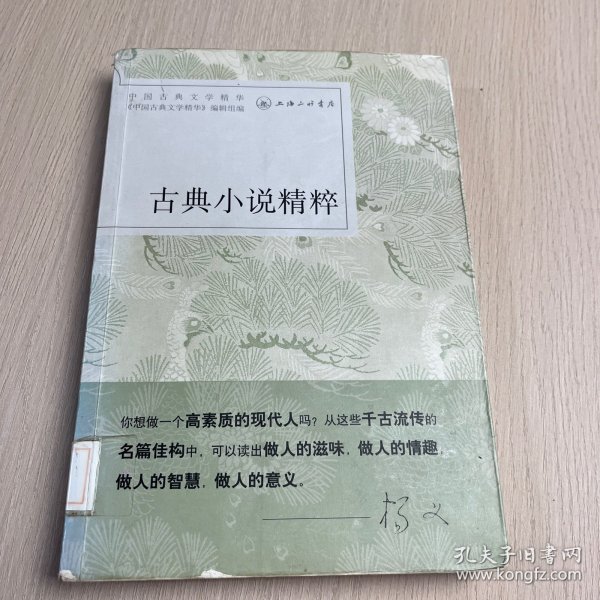 中国古典文学精华
《中国古典文学精华》编辑组编
上海三联书店
古典小说精粹
你想做一个高素质的现代人吗？从这些千古流传的
名篇佳构中，可以读出做人的滋味，做人的情趣，
做人的智慧，做人的意义。
——杨义
孔夫子旧书网
www.kongfz.com